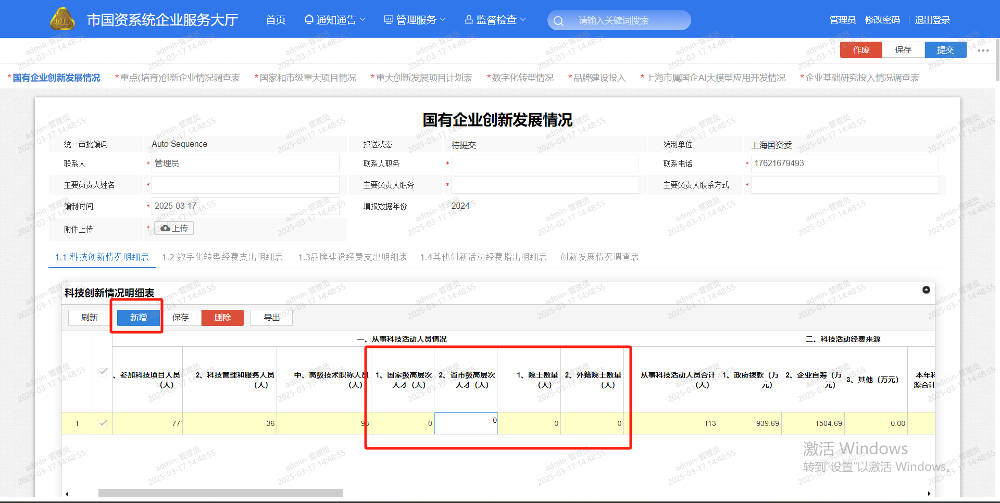 市国资系统企业服务大厅
首页 通知通告 管理服务 监督检查 请输入关键词搜索 管理员 修改密码 退出登录
作废 保存 提交
*国有企业创新发展情况 *重点(培育)创新企业情况调查表 *国家和市级重大项目情况 *重大创新发展项目计划表 *数字化转型情况 *品牌建设投入 *上海市属国企AI大模型应用开发情况 *企业基础研究投入情况调查表
国有企业创新发展情况
统一审批编码 Auto Sequence 报送状态 待提交 编制单位 上海国资委
联系人 * 管理员 联系人职务 * 联系电话 * 17621679493
主要负责人姓名 * 主要负责人职务 * 主要负责人联系方式 *
编制时间 * 2025-03-17 填报数据年份 2024
附件上传 * 上传
1.1 科技创新情况明细表 1.2 数字化转型经费支出明细表 1.3品牌建设经费支出明细表 1.4其他创新活动经费指出明细表 创新发展情况调查表
科技创新情况明细表
刷新 新增 保存 删除 导出
一、从事科技活动人员情况 二、科技活动经费来源
、参加科技项目人员（人） 2、科技管理和服务人员（人） 中、高级技术职称人员（人） 1、国家级高层次人才（人） 2、省市级高层次人才（人） 1、院士数量（人） 2、外籍院士数量（人） 从事科技活动人员合计（人） 1、政府拨款（万元） 2、企业自筹（万元） 3、其他（万元） 本年科源合计
1 77 36 93 0 0 0 0 113 939.69 1504.69 0.00
激活 Windows
转到"设置"以激活 Windows。
admin-管理员
2025-03-17 14:48:55